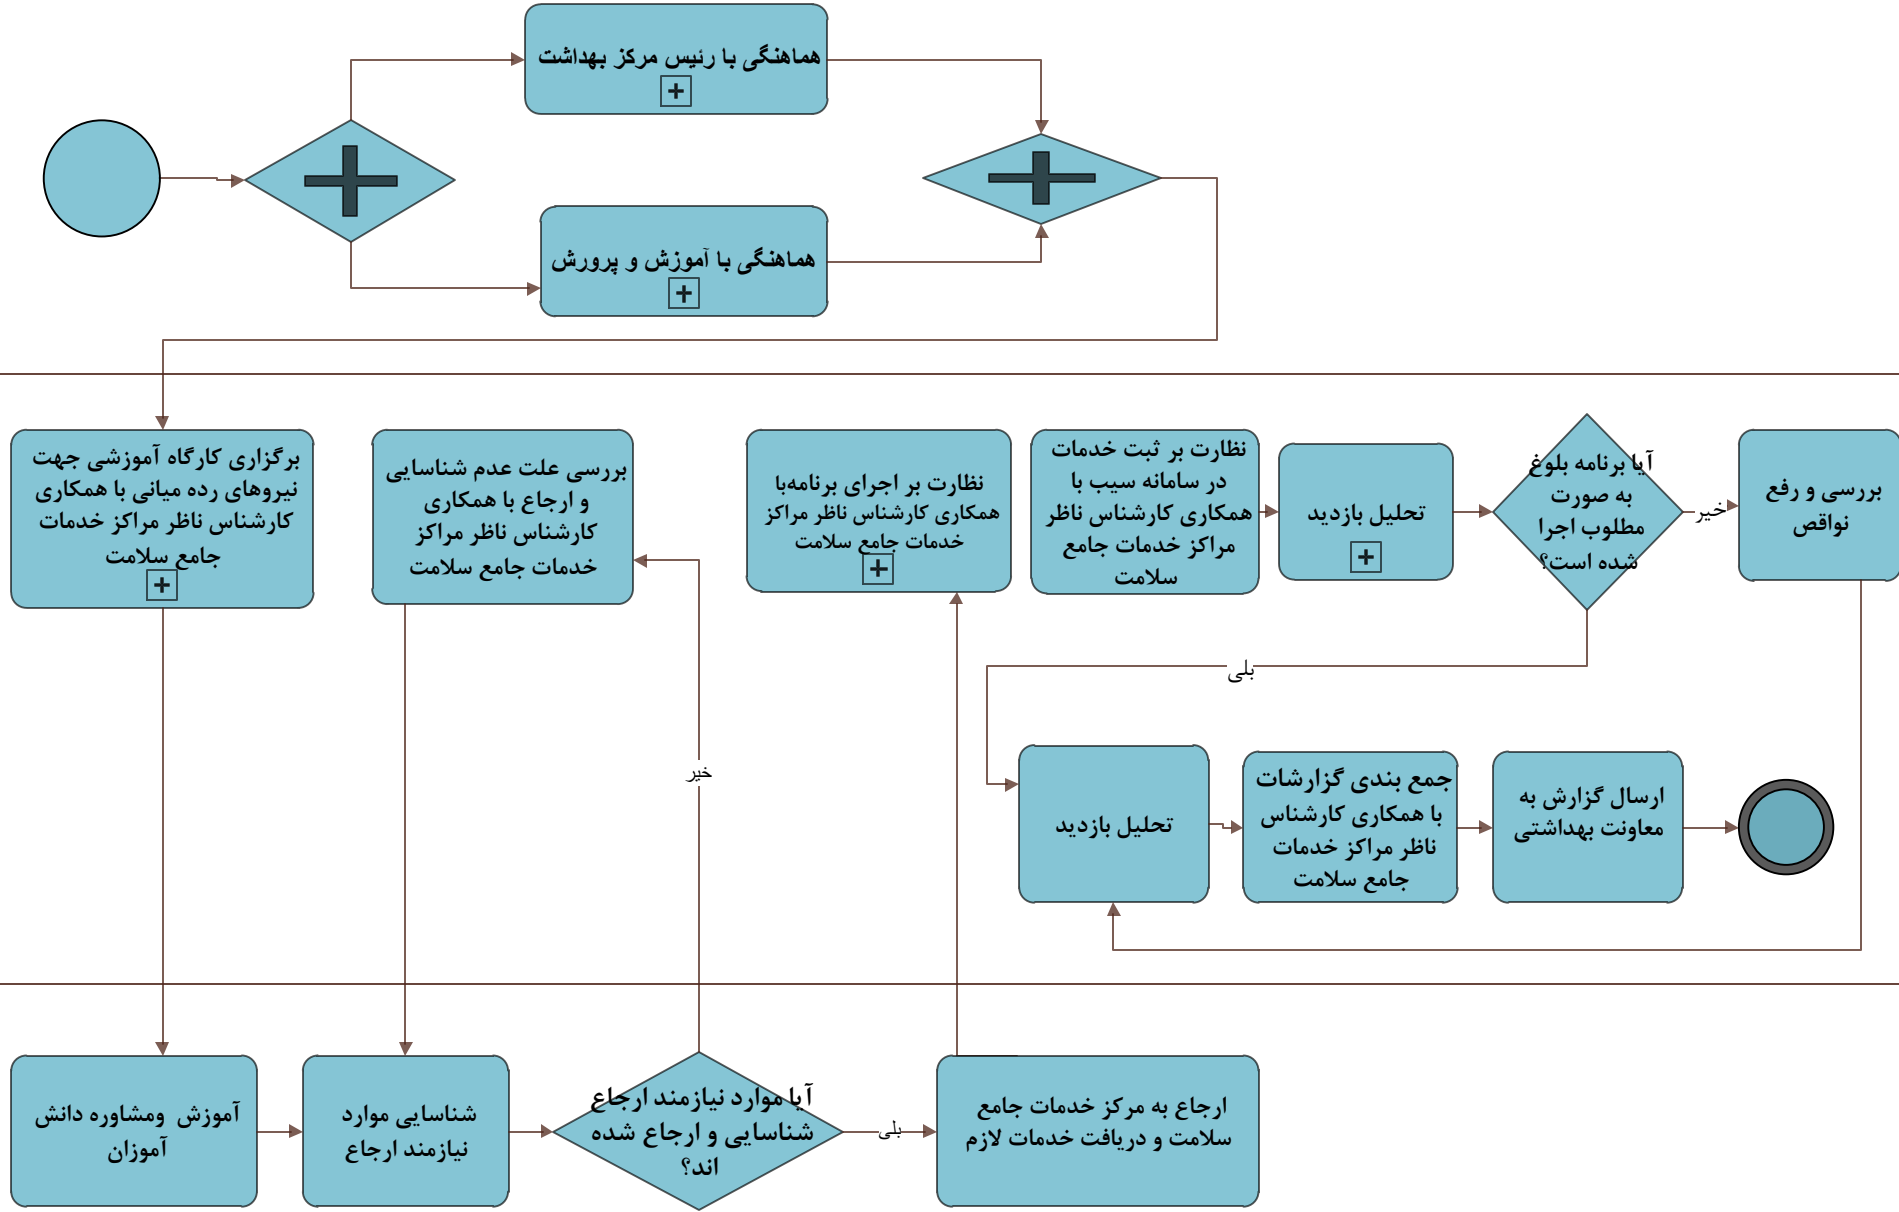 هماهنگی با رئیس مرکز بهداشت
هماهنگی با آموزش و پرورش
برگزاری کارگاه آموزشی جهت
نیروهای رده میانی با همکاری
کارشناس ناظر مراکز خدمات
جامع سلامت
بررسی علت عدم شناسایی
و ارجاع با همکاری
کارشناس ناظر مراکز
خدمات جامع سلامت
نظارت بر اجرای برنامه‌با
همکاری کارشناس ناظر مراکز
خدمات جامع سلامت
نظارت بر ثبت خدمات
در سامانه سیب با
همکاری کارشناس ناظر
مراکز خدمات جامع
سلامت
تحلیل بازدید
آیا برنامه بلوغ
به صورت
مطلوب اجرا
شده است؟
خیر
بررسی و رفع
نواقص
بلی
تحلیل بازدید
جمع بندی گزارشات
با همکاری کارشناس
ناظر مراکز خدمات
جامع سلامت
ارسال گزارش به
معاونت بهداشتی
خیر
آموزش ومشاوره دانش
آموزان
شناسایی موارد
نیازمند ارجاع
آیا موارد نیازمند ارجاع
شناسایی و ارجاع شده
اند؟
بلی
ارجاع به مرکز خدمات جامع
سلامت و دریافت خدمات لازم